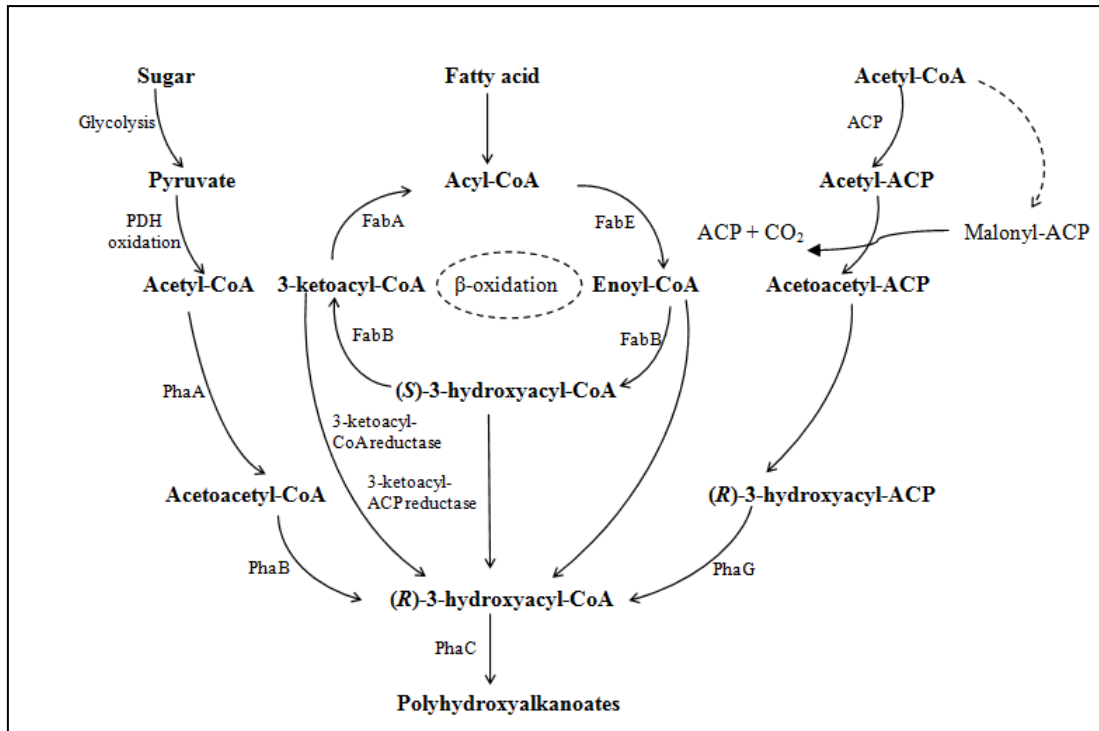 Sugar
Fatty acid
Acetyl-CoA
Glycolysis
ACP
Pyruvate
Acyl-CoA
Acetyl-ACP
PDH
oxidation
FabA
FabE
ACP + CO₂
Malonyl-ACP
Acetyl-CoA
3-ketoacyl-CoA
β-oxidation
Enoyl-CoA
Acetoacetyl-ACP
FabB
FabB
PhaA
(S)-3-hydroxyacyl-CoA
3-ketoacyl-
CoA reductase
3-ketoacyl-
ACP reductase
Acetoacetyl-CoA
(R)-3-hydroxyacyl-ACP
PhaB
PhaG
(R)-3-hydroxyacyl-CoA
PhaC
Polyhydroxyalkanoates